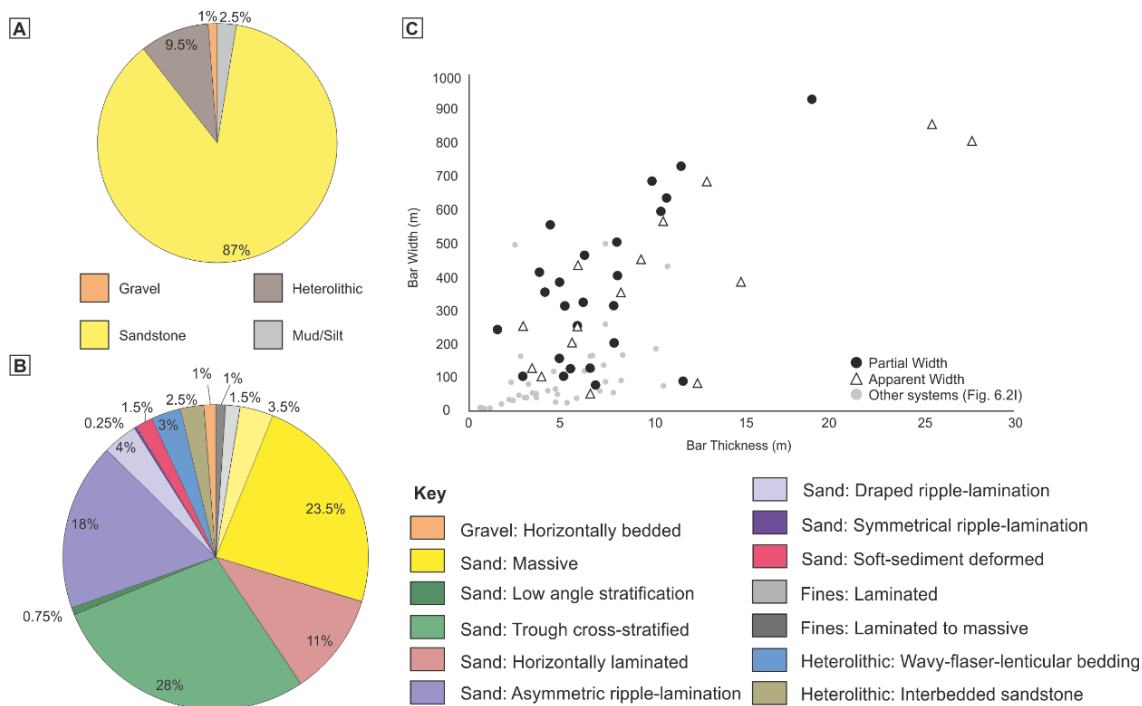 A
1%
2.5%
9.5%
87%
Gravel
Heterolithic
Sandstone
Mud/Silt
B
1%
1%
2.5%
1.5%
1.5%
3.5%
0.25%
3%
4%
23.5%
18%
0.75%
11%
28%
C
1000
900
800
700
600
500
400
300
200
100
0
Bar Width (m)
0
5
10
15
20
25
30
Bar Thickness (m)
Partial Width
Apparent Width
Other systems (Fig. 6.2I)
Key
Gravel: Horizontally bedded
Sand: Massive
Sand: Low angle stratification
Sand: Trough cross-stratified
Sand: Horizontally laminated
Sand: Asymmetric ripple-lamination
Sand: Draped ripple-lamination
Sand: Symmetrical ripple-lamination
Sand: Soft-sediment deformed
Fines: Laminated
Fines: Laminated to massive
Heterolithic: Wavy-flaser-lenticular bedding
Heterolithic: Interbedded sandstone